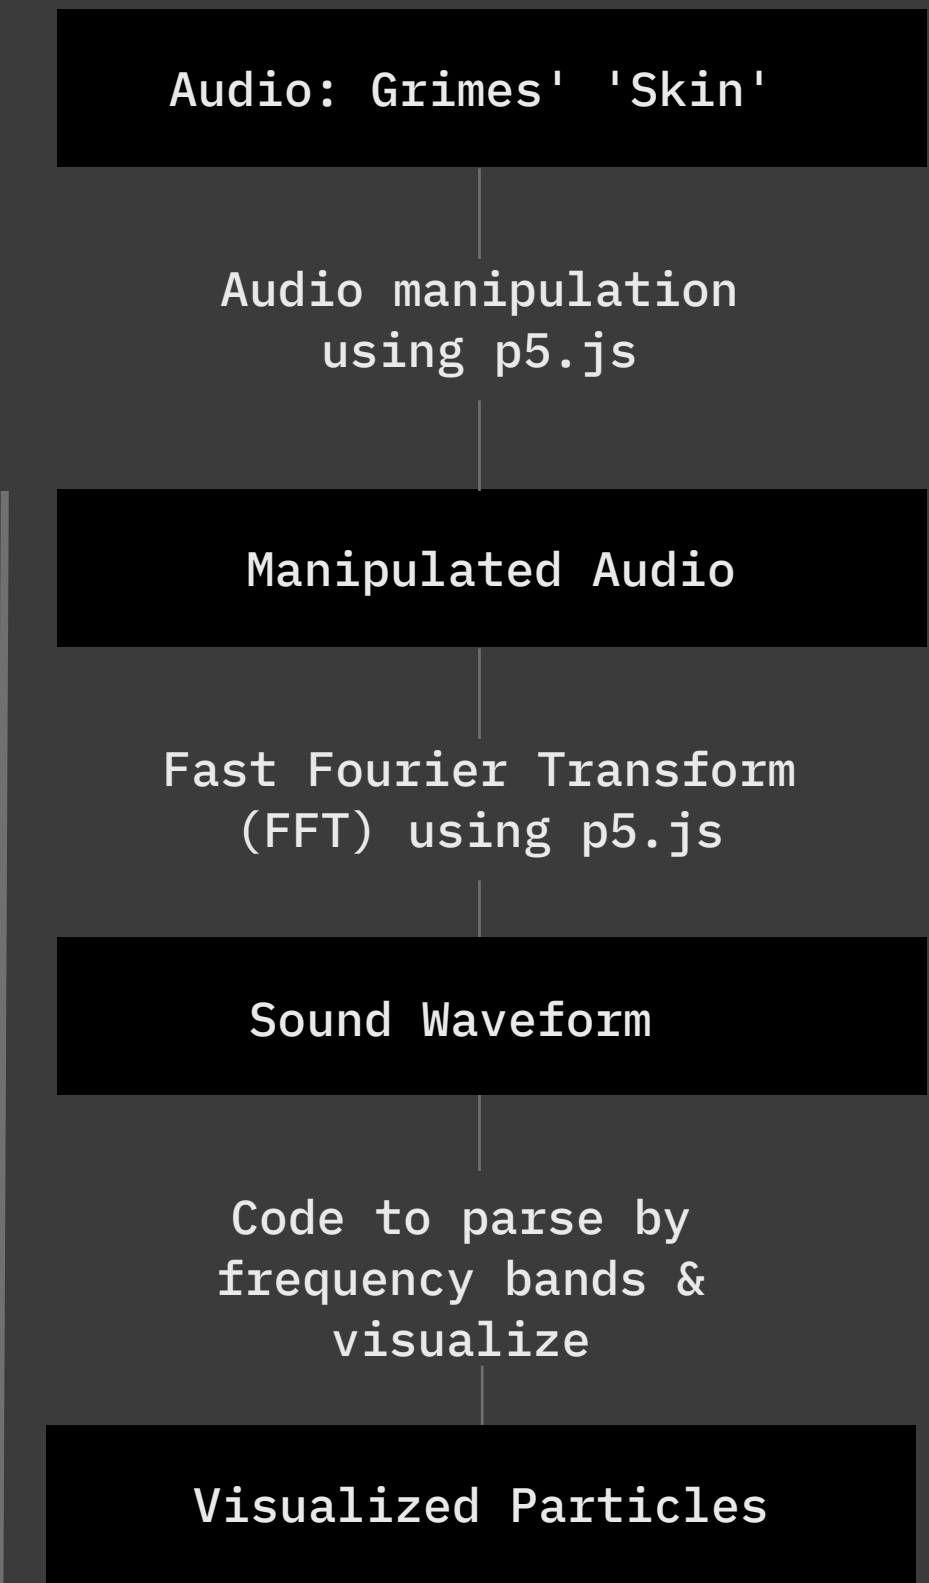 Audio: Grimes' 'Skin'
Audio manipulation
using p5.js
Manipulated Audio
Fast Fourier Transform
(FFT) using p5.js
Sound Waveform
Code to parse by
frequency bands &
visualize
Visualized Particles